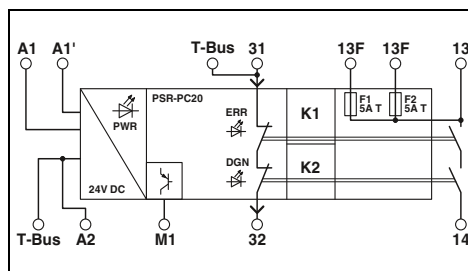 A1 A1' T-Bus 31 13F 13F 13
PSR-PC20
PWR
ERR
K1
F1
5A T
F2
5A T
DGN
K2
24V DC
T-Bus A2 M1 32 14